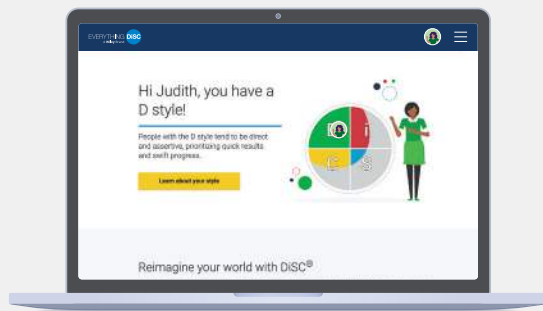 EVERYTHING DiSC
Hi Judith, you have a
D style!
People with the D style tend to be direct
and assertive, prioritizing quick results
and swift progress.
Learn about your style
D i
C S
Reimagine your world with DiSC®